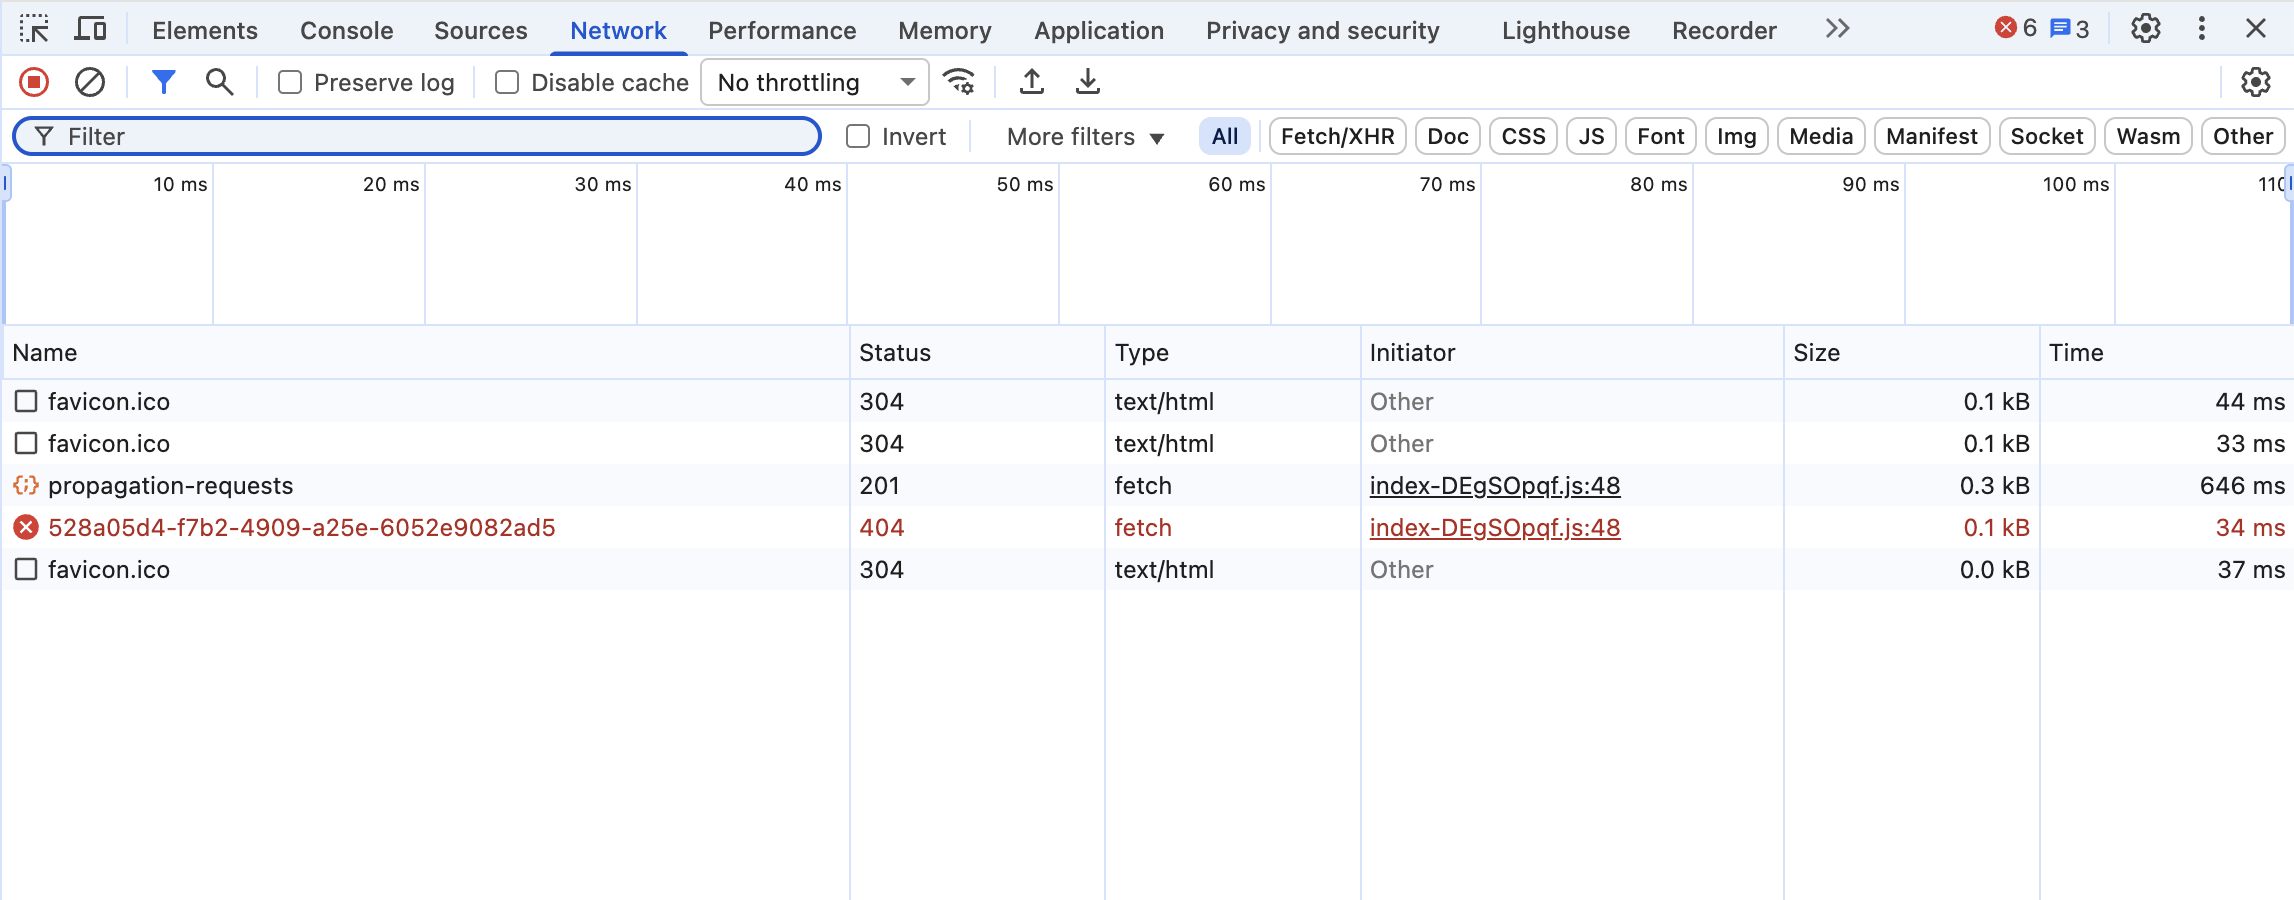 Elements Console Sources Network Performance Memory Application Privacy and security Lighthouse Recorder 6 3
Preserve log Disable cache No throttling
Filter Invert More filters All Fetch/XHR Doc CSS JS Font Img Media Manifest Socket Wasm Other
10 ms 20 ms 30 ms 40 ms 50 ms 60 ms 70 ms 80 ms 90 ms 100 ms 110
Name Status Type Initiator Size Time
favicon.ico 304 text/html Other 0.1 kB 44 ms
favicon.ico 304 text/html Other 0.1 kB 33 ms
propagation-requests 201 fetch index-DEgSOpqf.js:48 0.3 kB 646 ms
528a05d4-f7b2-4909-a25e-6052e9082ad5 404 fetch index-DEgSOpqf.js:48 0.1 kB 34 ms
favicon.ico 304 text/html Other 0.0 kB 37 ms